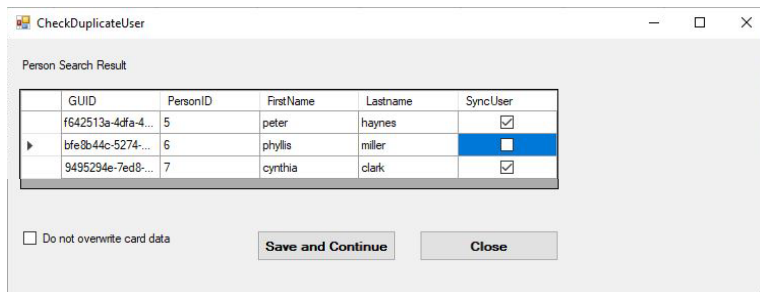 CheckDuplicateUser
Person Search Result
GUID PersonID FirstName Lastname SyncUser
f642513a-4dfa-4... 5 peter haynes
bfe8b44c-5274-... 6 phyllis miller
9495294e-7ed8-... 7 cynthia clark
Do not overwrite card data Save and Continue Close